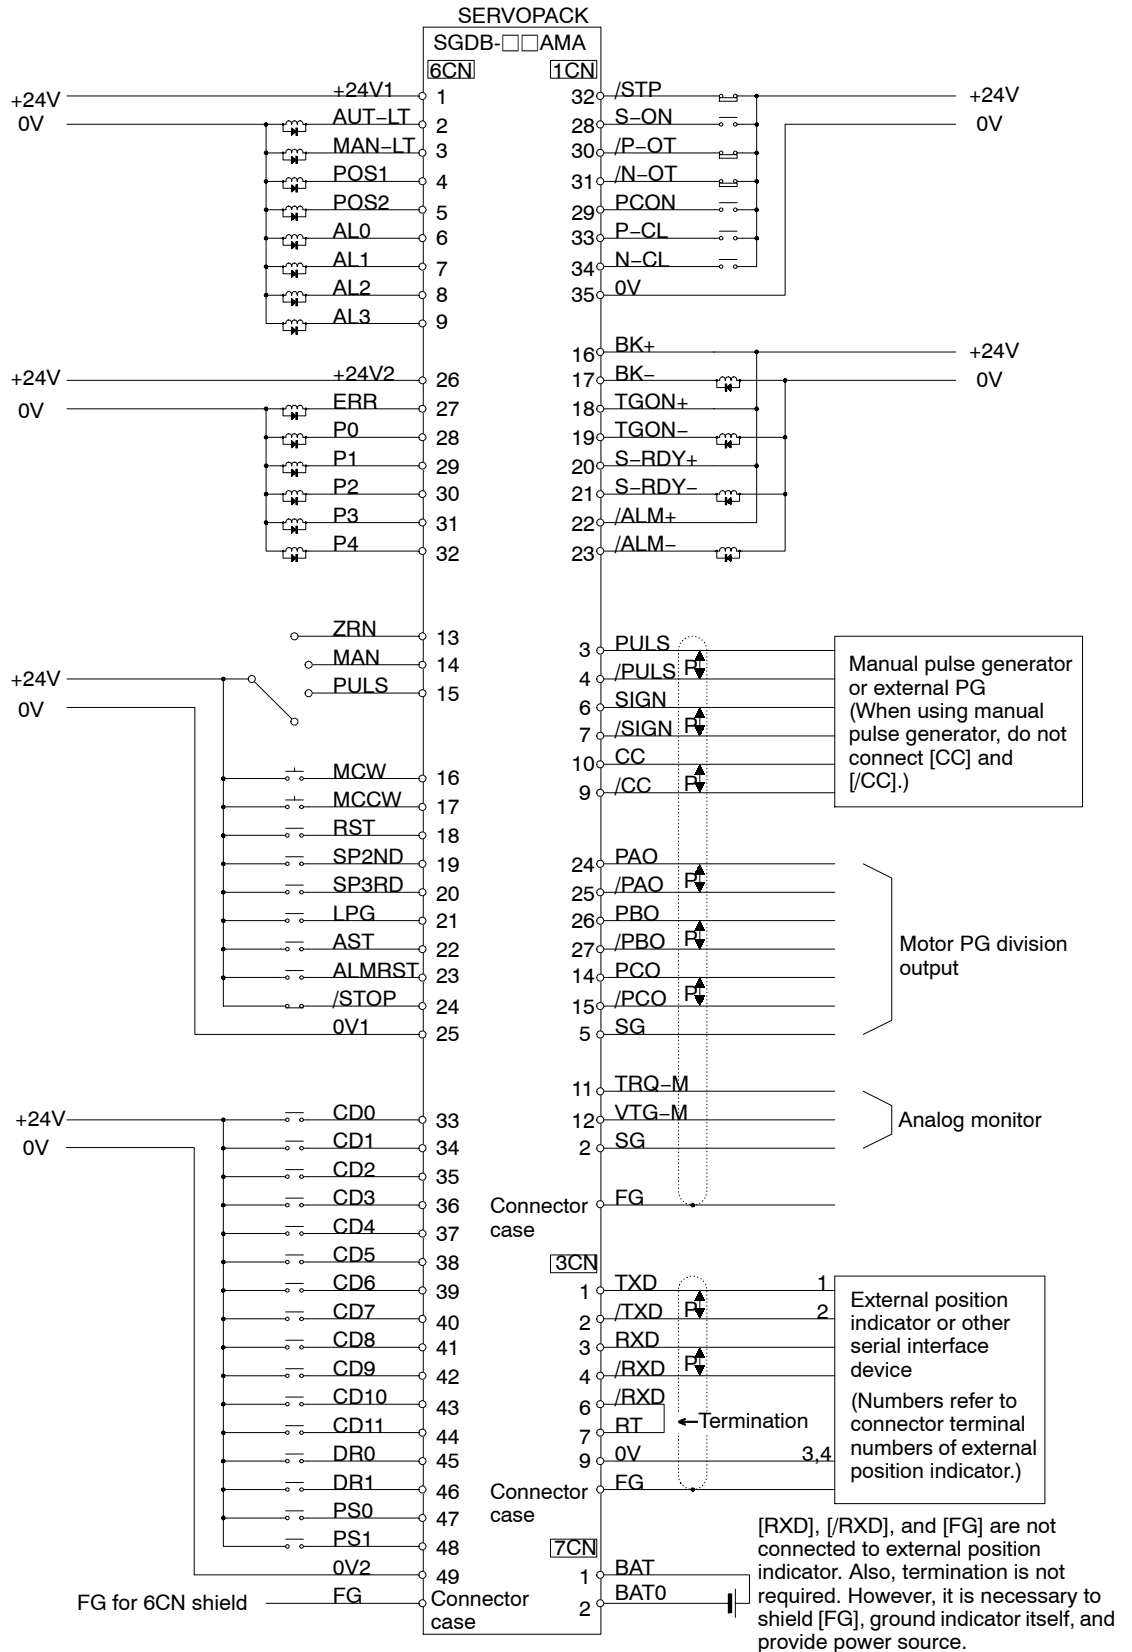 SERVOPACK
SGDB-□□AMA
6CN
1CN
+24V
0V
+24V1 1
AUT-LT 2
MAN-LT 3
POS1 4
POS2 5
AL0 6
AL1 7
AL2 8
AL3 9
+24V
0V
+24V2 26
ERR 27
P0 28
P1 29
P2 30
P3 31
P4 32
ZRN 13
MAN 14
PULS 15
+24V
0V
MCW 16
MCCW 17
RST 18
SP2ND 19
SP3RD 20
LPG 21
AST 22
ALMRST 23
/STOP 24
0V1 25
+24V
0V
CD0 33
CD1 34
CD2 35
CD3 36
CD4 37
CD5 38
CD6 39
CD7 40
CD8 41
CD9 42
CD10 43
CD11 44
DR0 45
DR1 46
PS0 47
PS1 48
0V2 49
FG for 6CN shield FG Connector
case
32 /STP +24V
28 S-ON 0V
30 /P-OT
31 /N-OT
29 PCON
33 P-CL
34 N-CL
35 0V
16 BK+ +24V
17 BK- 0V
18 TGON+
19 TGON-
20 S-RDY+
21 S-RDY-
22 /ALM+
23 /ALM-
3 PULS
4 /PULS P
6 SIGN
7 /SIGN P
10 CC
9 /CC P
Manual pulse generator
or external PG
(When using manual
pulse generator, do not
connect [CC] and
[/CC].)
24 PAO
25 /PAO P
26 PBO
27 /PBO P
14 PCO
15 /PCO P
5 SG
Motor PG division
output
11 TRQ-M
12 VTG-M
2 SG
Analog monitor
Connector
case
FG
3CN
1 TXD 1
2 /TXD P 2
3 RXD
4 /RXD P
6 /RXD
7 RT
Termination
9 0V 3,4
Connector
case
FG
External position
indicator or other
serial interface
device
(Numbers refer to
connector terminal
numbers of external
position indicator.)
7CN
1 BAT
2 BAT0
[RXD], [/RXD], and [FG] are not
connected to external position
indicator. Also, termination is not
required. However, it is necessary to
shield [FG], ground indicator itself, and
provide power source.